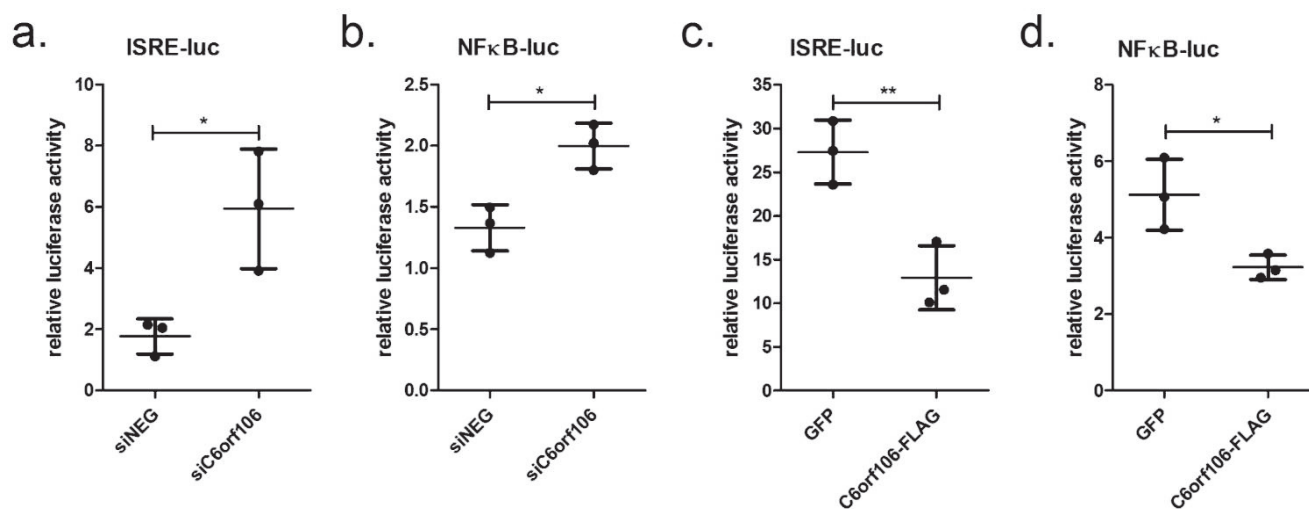 a.
ISRE-luc
relative luciferase activity
10
8
6
4
2
0
*
siNEG
siC6orf106
b.
NFκB-luc
relative luciferase activity
2.5
2.0
1.5
1.0
0.5
0.0
*
siNEG
siC6orf106
c.
ISRE-luc
relative luciferase activity
35
30
25
20
15
10
5
0
**
GFP
C6orf106-FLAG
d.
NFκB-luc
relative luciferase activity
8
6
4
2
0
*
GFP
C6orf106-FLAG